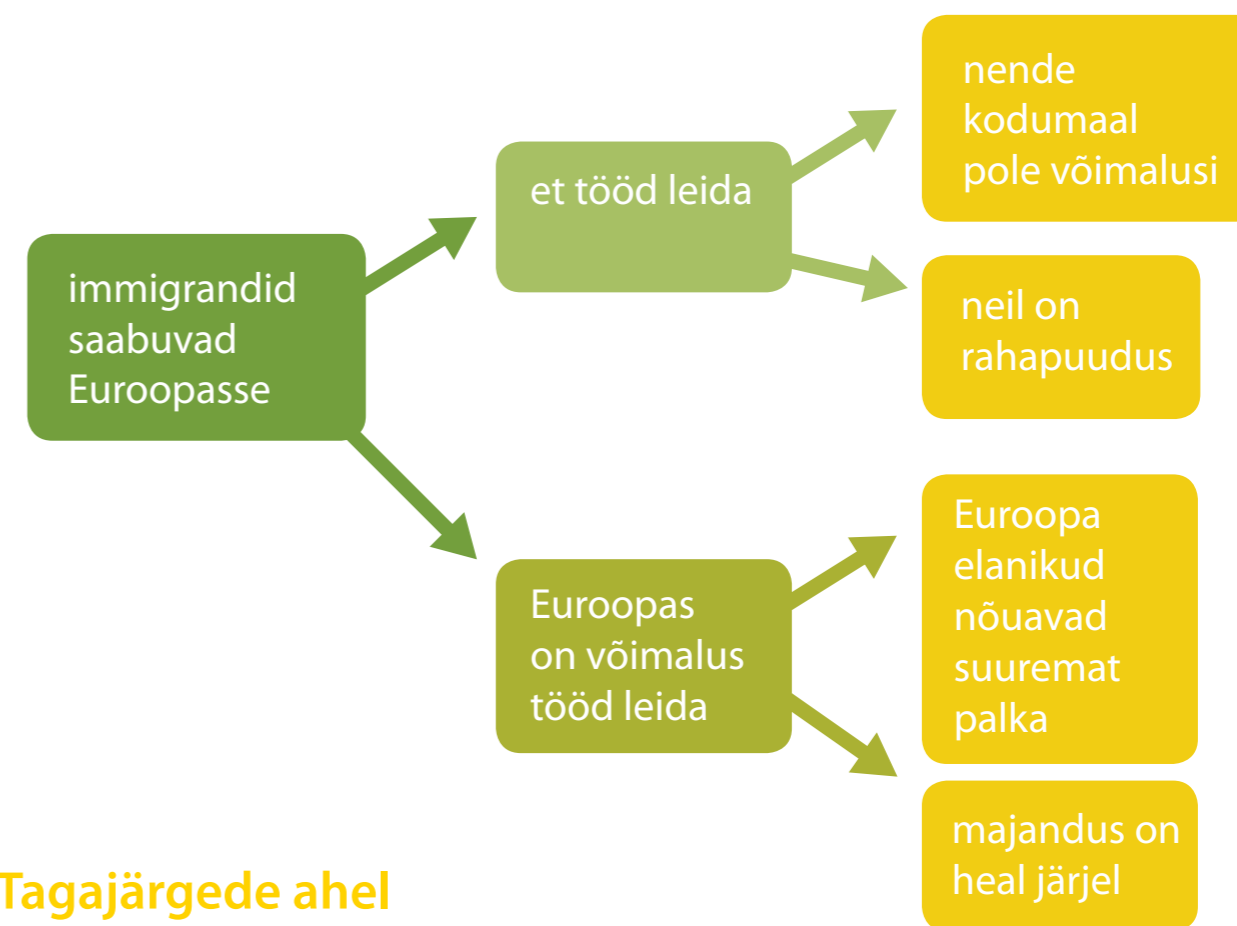 immigrandid
saabuvad
Euroopasse
et tööd leida
nende
kodumaal
pole võimalusi
neil on
rahapuudus
Euroopas
on võimalus
tööd leida
Euroopa
elanikud
nõuavad
suuremat
palka
majandus on
heal järjel
Tagajärgede ahel